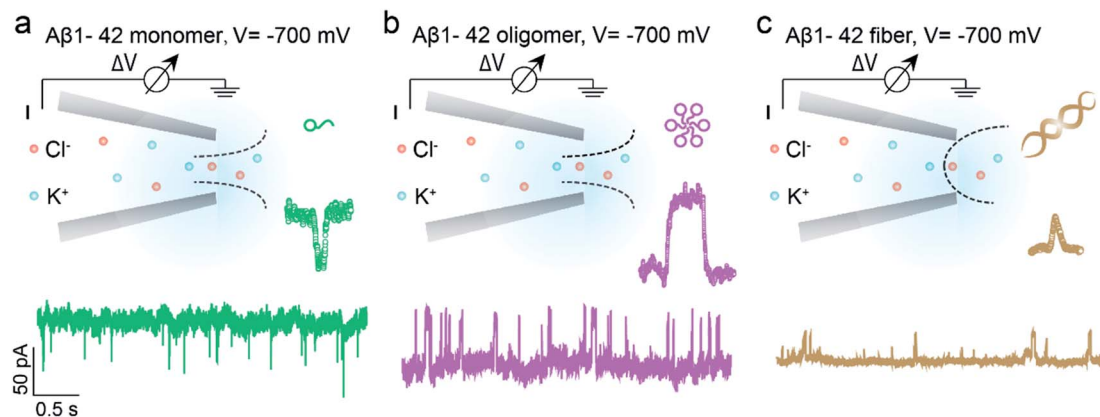 a
Aβ1- 42 monomer, V= -700 mV
ΔV
I
Cl-
K+
50 pA
0.5 s
b
Aβ1- 42 oligomer, V= -700 mV
ΔV
I
Cl-
K+
c
Aβ1- 42 fiber, V= -700 mV
ΔV
I
Cl-
K+